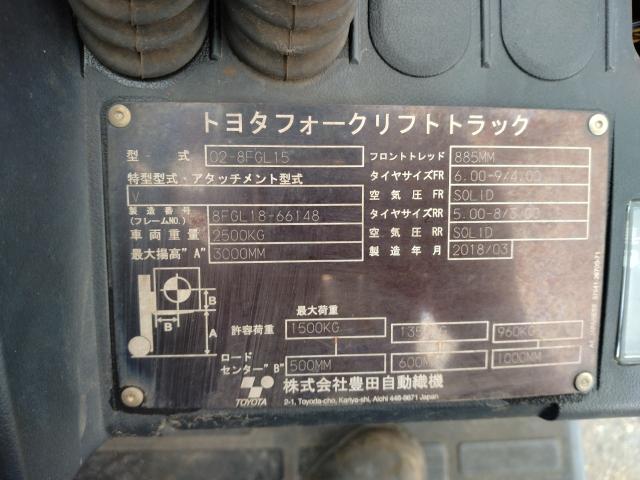 トヨタフォークリフトトラック
型式 02-8FGL15 フロントトレッド 885MM
特型型式・アタッチメント型式 タイヤサイズFR 6.00-9/4.00
V 空気圧FR SOLID
製造番号 (フレームNO.) 8FGL18-66148 タイヤサイズRR 5.00-8/3.00
車両重量 2500KG 空気圧RR SOLID
最大揚高"A" 3000MM 製造年月 2018/03
B
B A
最大荷重
許容荷重 1500KG 960KG
ロードセンター"B" 500MM 600MM 1000MM
TOYOTA 株式会社豊田自動織機
2-1, Toyoda-cho, Kariya-shi, Aichi 448-8671 Japan